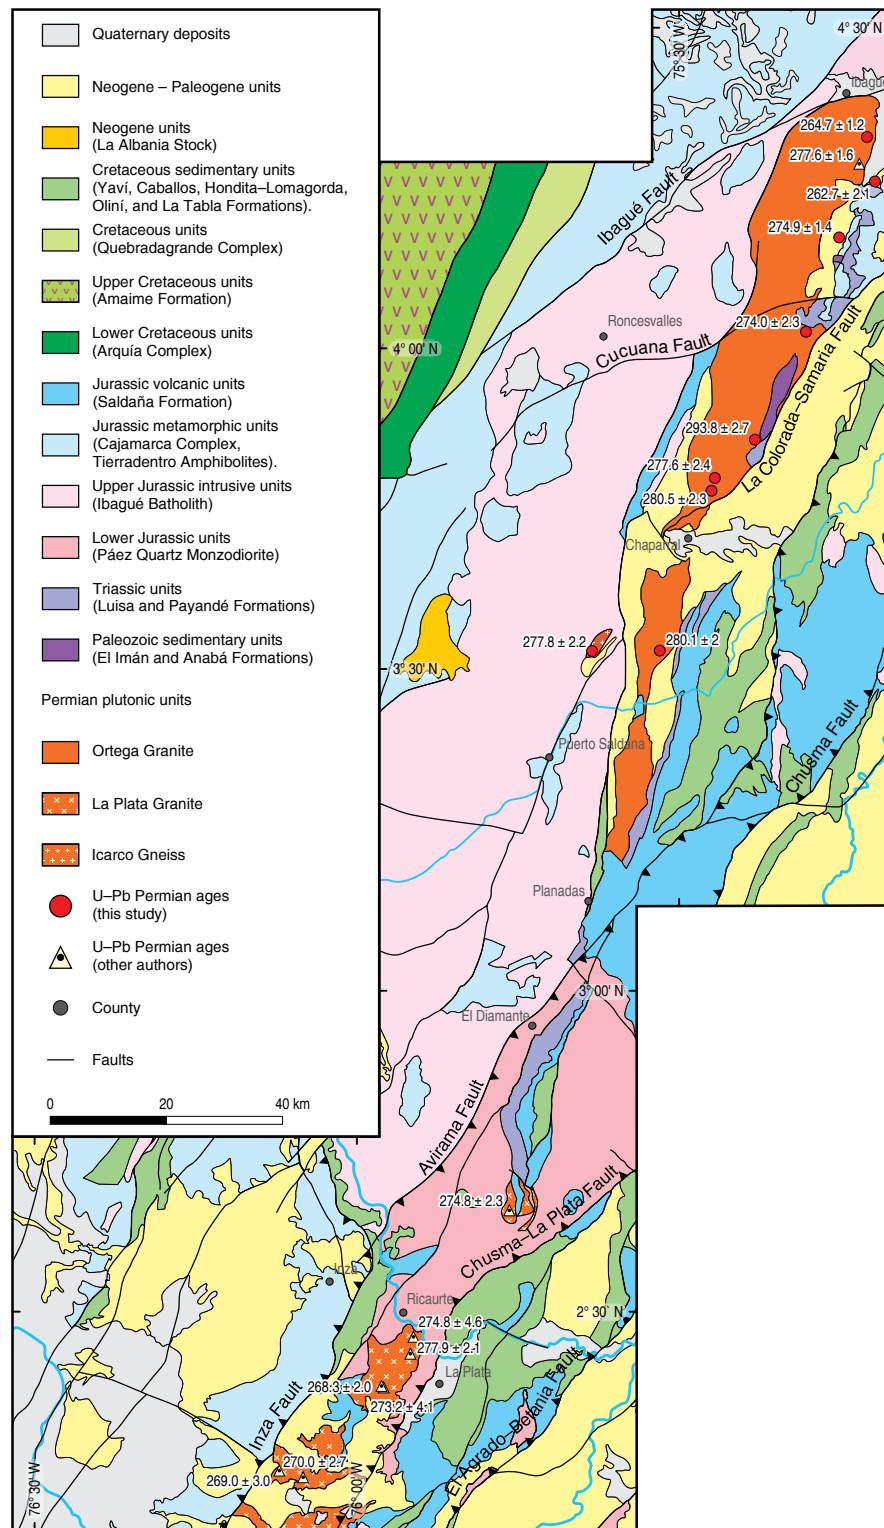 Quaternary deposits
Neogene – Paleogene units
Neogene units
(La Albania Stock)
Cretaceous sedimentary units
(Yaví, Caballos, Hondita–Lomagorda,
Oliní, and La Tabla Formations).
Cretaceous units
(Quebradagrande Complex)
Upper Cretaceous units
(Amaime Formation)
Lower Cretaceous units
(Arquía Complex)
Jurassic volcanic units
(Saldaña Formation)
Jurassic metamorphic units
(Cajamarca Complex,
Tierradentro Amphibolites).
Upper Jurassic intrusive units
(Ibagué Batholith)
Lower Jurassic units
(Páez Quartz Monzodiorite)
Triassic units
(Luisa and Payandé Formations)
Paleozoic sedimentary units
(El Imán and Anabá Formations)
Permian plutonic units
Ortega Granite
La Plata Granite
Icarco Gneiss
U–Pb Permian ages
(this study)
U–Pb Permian ages
(other authors)
County
Faults
0 20 40 km
75° 30' W
4° 30' N
Ibagué
264.7 ± 1.2
277.6 ± 1.6
262.7 ± 2.1
274.9 ± 1.4
Ibagué Fault
Roncesvalles
274.0 ± 2.3
4° 00' N
Cucuana Fault
La Colorada–Samaria Fault
293.8 ± 2.7
277.6 ± 2.4
280.5 ± 2.3
Chaparral
277.8 ± 2.2
280.1 ± 2
3° 30' N
Puerto Saldana
Chusma Fault
Planadas
3° 00' N
El Diamante
Avirama Fault
274.8 ± 2.3
Chusma–La Plata Fault
Inza
Ricaurte
2° 30` N
274.8 ± 4.6
277.9 ± 2.1
La Plata
268.3 ± 2.0
273.2 ± 4.1
Inza Fault
El Agrado–Betania Fault
270.0 ± 2.7
269.0 ± 3.0
76° 30' W
76° 00' W